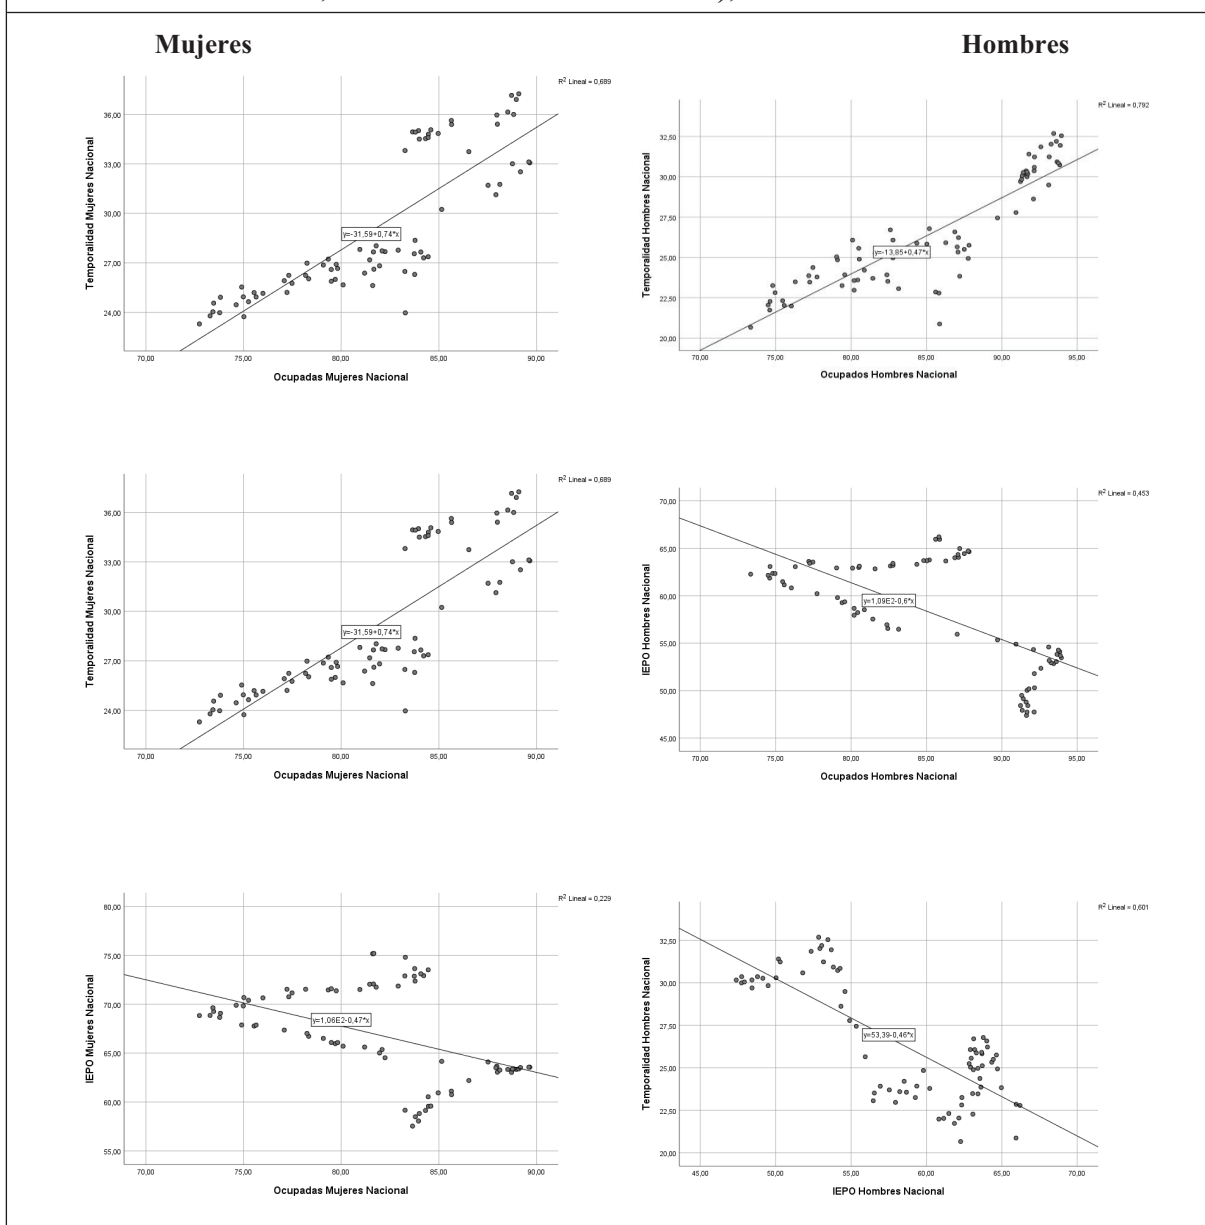 Mujeres
Hombres
R² Lineal = 0,689
Temporalidad Mujeres Nacional
36,00
33,00
30,00
27,00
24,00
y=-31,59+0,74*x
70,00 75,00 80,00 85,00 90,00
Ocupadas Mujeres Nacional
R² Lineal = 0,792
Temporalidad Hombres Nacional
32,50
30,00
27,50
25,00
22,50
20,00
y=-13,85+0,47*x
70,00 75,00 80,00 85,00 90,00 95,00
Ocupados Hombres Nacional
R² Lineal = 0,689
Temporalidad Mujeres Nacional
36,00
33,00
30,00
27,00
24,00
y=-31,59+0,74*x
70,00 75,00 80,00 85,00 90,00
Ocupadas Mujeres Nacional
R² Lineal = 0,453
IEPO Hombres Nacional
70,00
65,00
60,00
55,00
50,00
45,00
y=1,09E2-0,6*x
70,00 75,00 80,00 85,00 90,00 95,00
Ocupados Hombres Nacional
R² Lineal = 0,229
IEPO Mujeres Nacional
80,00
75,00
70,00
65,00
60,00
55,00
y=1,06E2-0,47*x
70,00 75,00 80,00 85,00 90,00
Ocupadas Mujeres Nacional
R² Lineal = 0,601
Temporalidad Hombres Nacional
32,50
30,00
27,50
25,00
22,50
20,00
y=53,39-0,46*x
45,00 50,00 55,00 60,00 65,00 70,00
IEPO Hombres Nacional